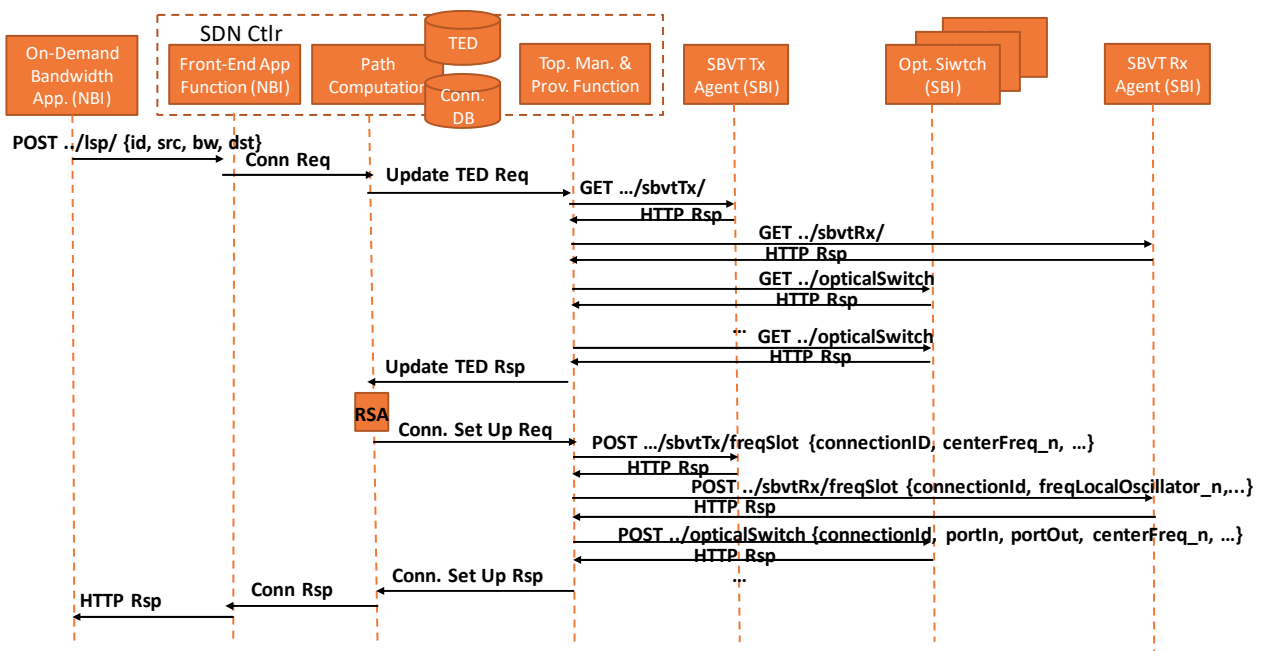 SDN Ctlr
On-Demand
Bandwidth
App. (NBI)
Front-End App
Function (NBI)
Path
Computation
TED
Conn.
DB
Top. Man. &
Prov. Function
SBVT Tx
Agent (SBI)
Opt. Siwtch
(SBI)
SBVT Rx
Agent (SBI)
POST ../lsp/ {id, src, bw, dst}
Conn Req
Update TED Req
GET .../sbvtTx/
HTTP Rsp
GET ../sbvtRx/
HTTP Rsp
GET ../opticalSwitch
HTTP Rsp
...
GET ../opticalSwitch
HTTP Rsp
Update TED Rsp
RSA
Conn. Set Up Req
POST .../sbvtTx/freqSlot {connectionID, centerFreq_n, ...}
HTTP Rsp
POST ../sbvtRx/freqSlot {connectionId, freqLocalOscillator_n,...}
HTTP Rsp
POST ../opticalSwitch {connectionId, portIn, portOut, centerFreq_n, ...}
HTTP Rsp
...
Conn. Set Up Rsp
Conn Rsp
HTTP Rsp